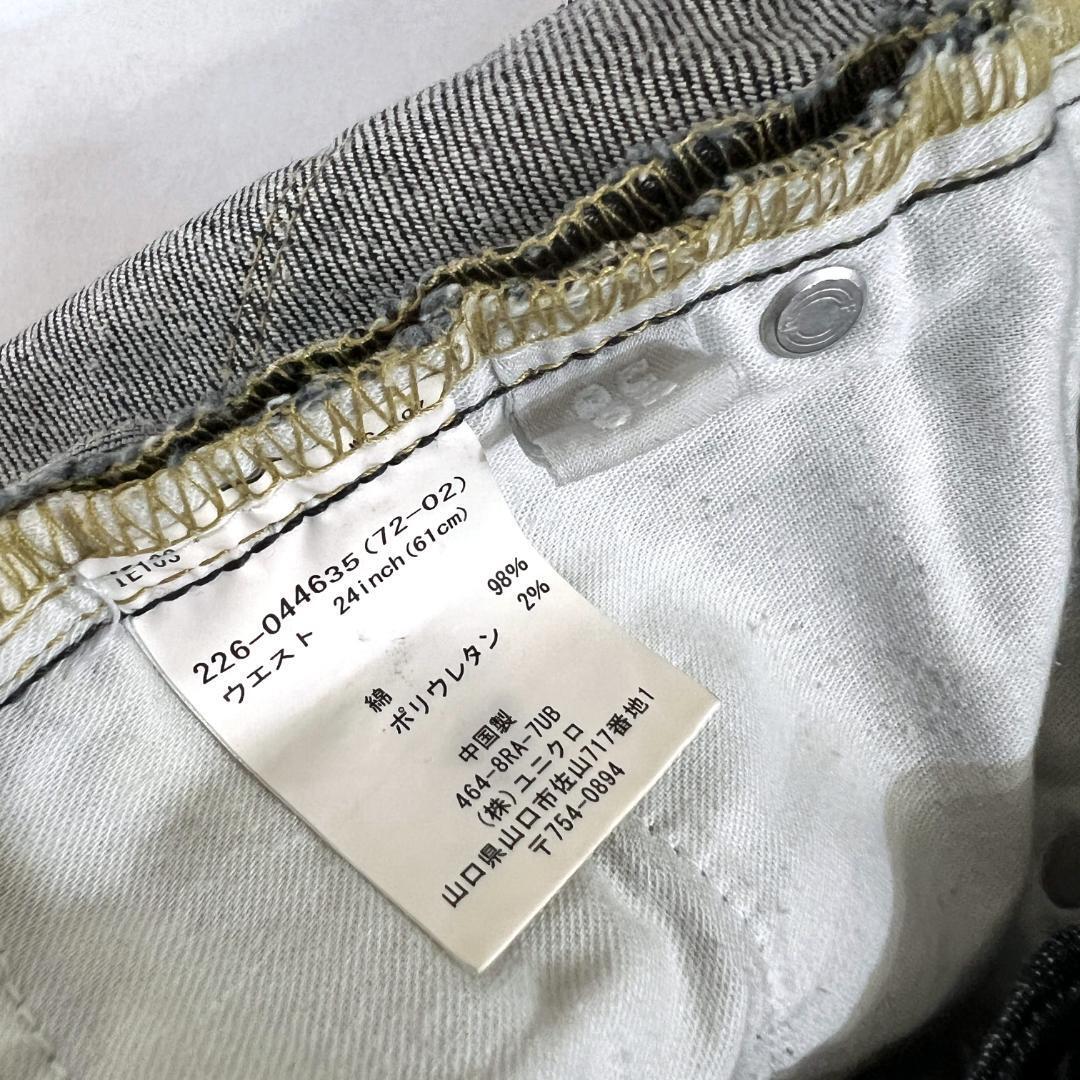 226-044635(72-02)
ウエスト 24inch(61cm)
綿 98%
ポリウレタン 2%
中国製
464-8RA-7UB
(株)ユニクロ
山口県山口市佐山717番地1
〒754-0894